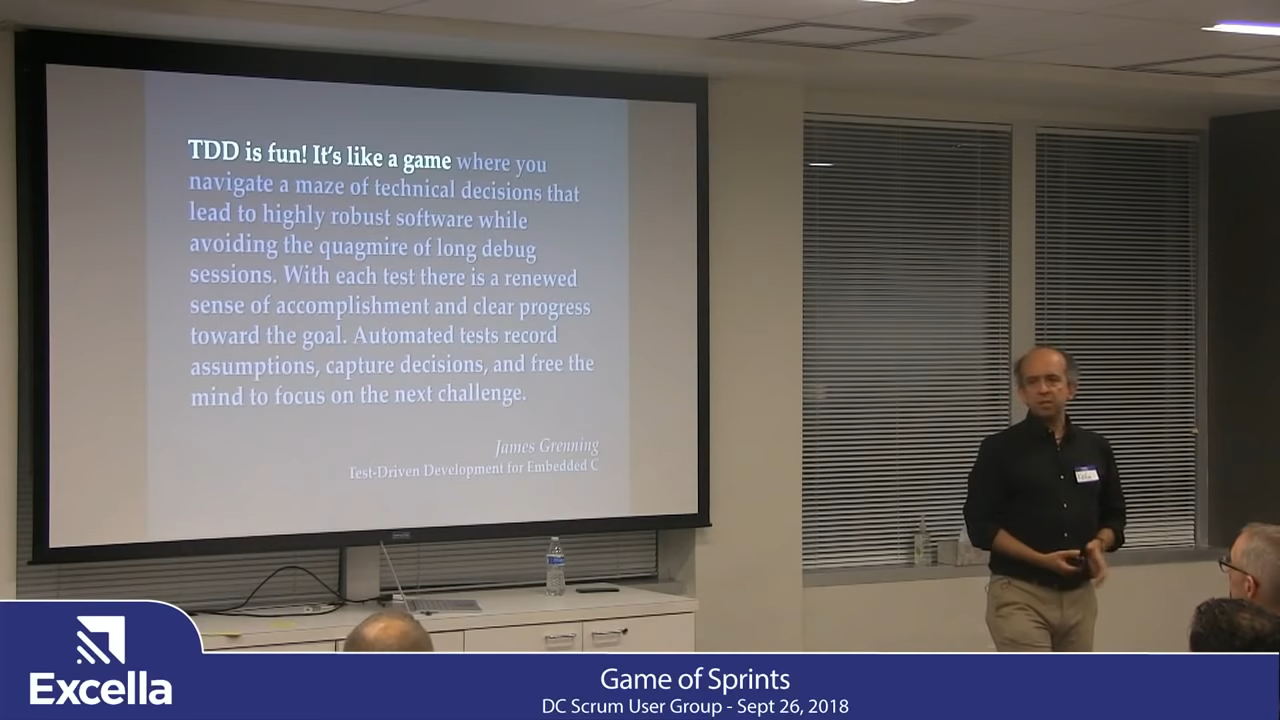 TDD is fun! It's like a game where you
navigate a maze of technical decisions that
lead to highly robust software while
avoiding the quagmire of long debug
sessions. With each test there is a renewed
sense of accomplishment and clear progress
toward the goal. Automated tests record
assumptions, capture decisions, and free the
mind to focus on the next challenge.
James Grenning
Test-Driven Development for Embedded C
Excella
Game of Sprints
DC Scrum User Group - Sept 26, 2018